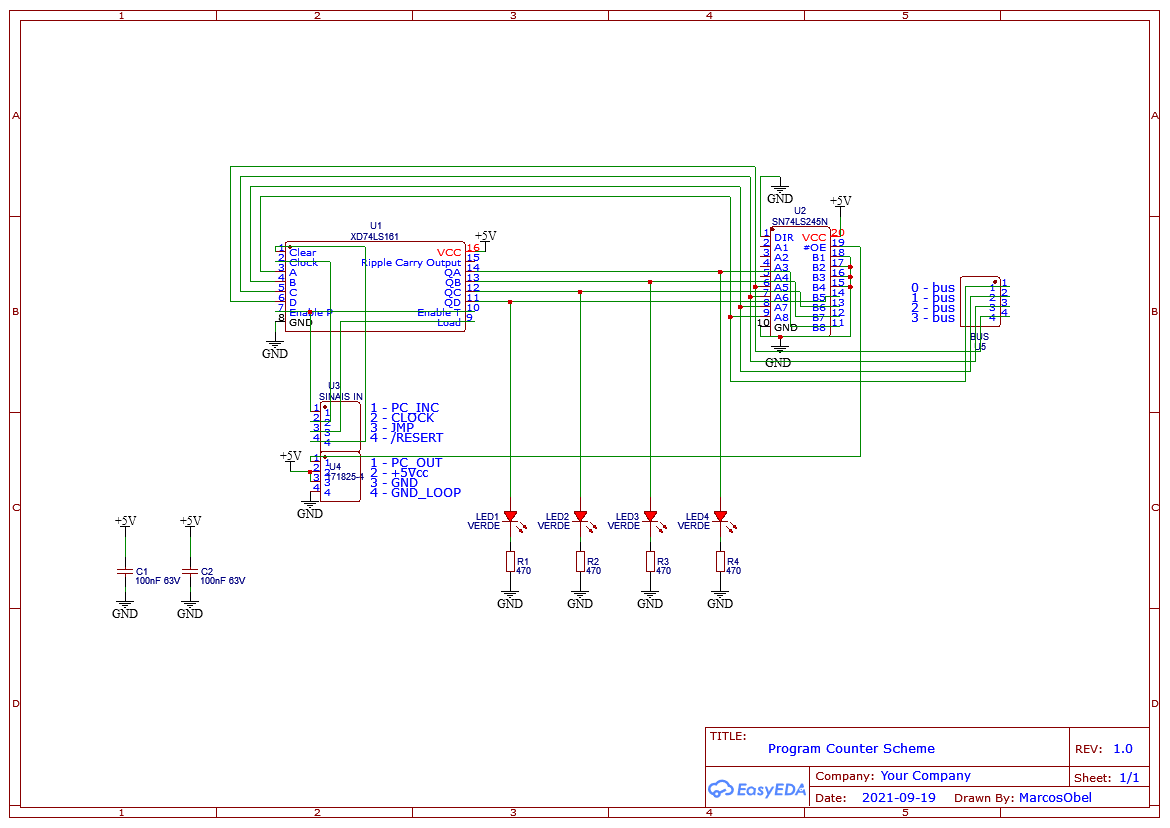 1 2 3 4 5
A A
B B
C C
D D
1 2 3 4 5
U1
XD74LS161
+5V
1 Clear VCC 16
2 Clock Ripple Carry Output 15
3 A QA 14
4 B QB 13
5 C QC 12
6 D QD 11
7 Enable P Enable T 10
8 GND Load 9
GND
GND
U2
SN74LS245N
+5V
1 DIR VCC 20
2 A1 #OE 19
3 A2 B1 18
4 A3 B2 17
5 A4 B3 16
6 A5 B4 15
7 A6 B5 14
8 A7 B6 13
9 A8 B7 12
10 GND B8 11
GND
0 - bus 1 1
1 - bus 2 2
2 - bus 3 3
3 - bus 4 4
BUS
U5
U3
SINAIS IN
1 1 1 - PC_INC
2 2 2 - CLOCK
3 3 3 - JMP
4 4 4 - /RESERT
+5V
U4
171825-4
1 1 1 - PC_OUT
2 2 2 - +5Vcc
3 3 3 - GND
4 4 4 - GND_LOOP
GND
+5V +5V
C1
100nF 63V
C2
100nF 63V
GND GND
LED1
VERDE
LED2
VERDE
LED3
VERDE
LED4
VERDE
R1
470
R2
470
R3
470
R4
470
GND GND GND GND
TITLE:
Program Counter Scheme
REV: 1.0
EasyEDA
Company: Your Company
Sheet: 1/1
Date: 2021-09-19 Drawn By: MarcosObel